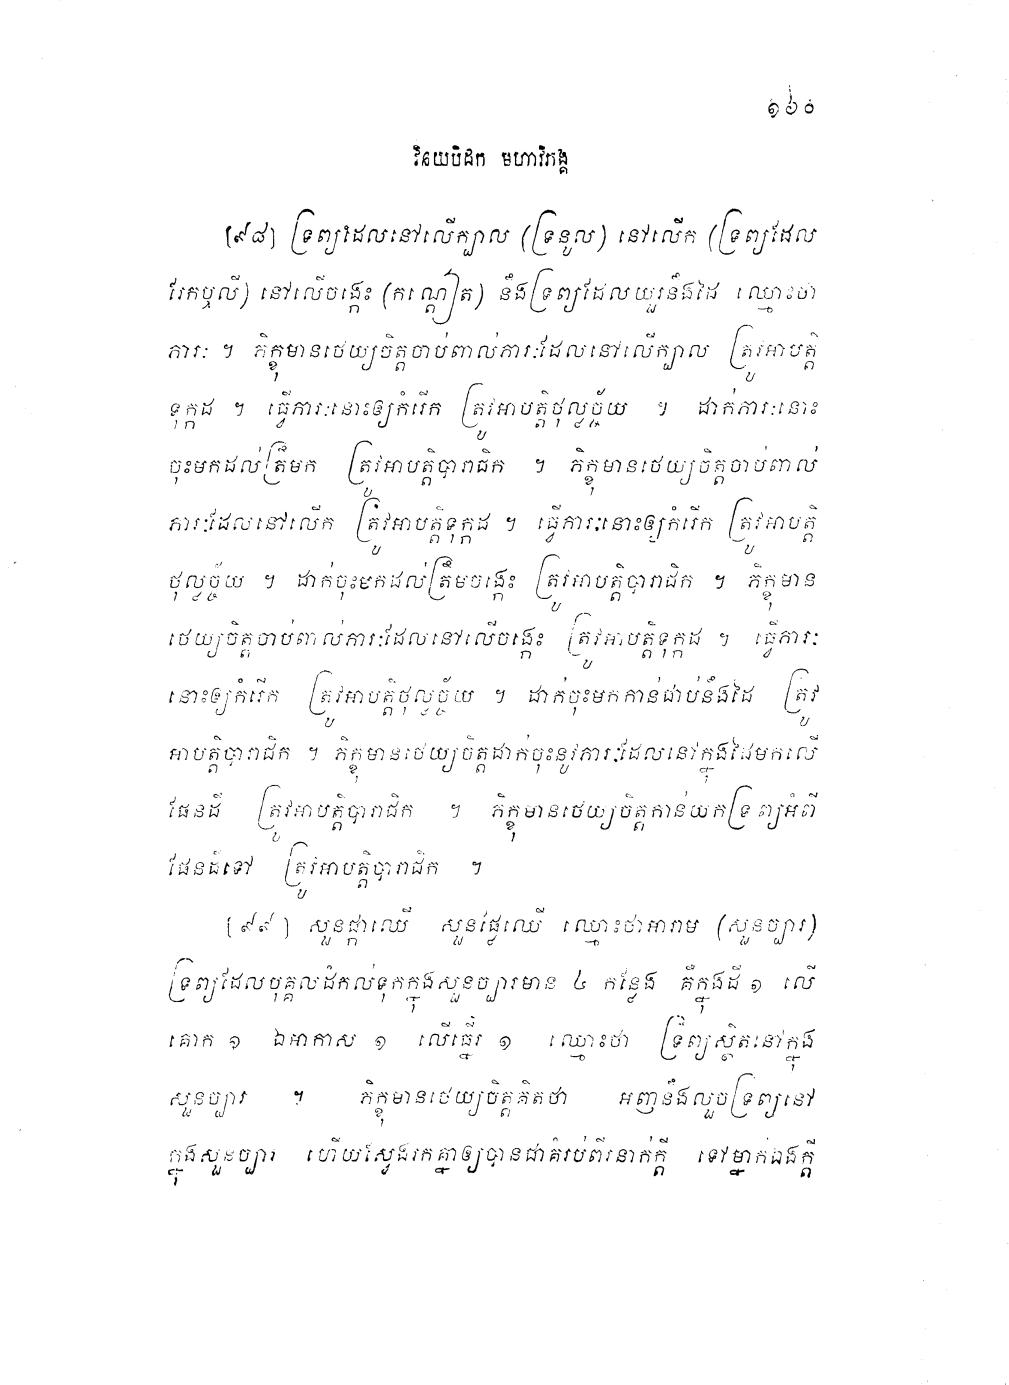 ១៦០
វិនយបិដក មហាវិភង្គ
[៩៨] ទ្រព្យដែលនៅលើក្បាល (ទ្រនួល) នៅលើក (ទ្រព្យដែល
រែកឬលី) នៅលើចង្កេះ (កណ្តៀត) នឹងទ្រព្យដែលយួរនឹងដៃ ឈ្មោះថា
ភារៈ ។ ភិក្ខុមានថេយ្យចិត្តចាប់ពាល់ភារៈដែលនៅលើក្បាល ត្រូវអាបត្តិ
ទុក្កដ ។ ធ្វើភារៈនោះឲ្យកំរើក ត្រូវអាបត្តិថុល្លច្ច័យ ។ ដាក់ភារៈនោះ
ចុះមកដល់ត្រឹមក ត្រូវអាបត្តិបារាជិក ។ ភិក្ខុមានថេយ្យចិត្តចាប់ពាល់
ភារៈដែលនៅលើក ត្រូវអាបត្តិទុក្កដ ។ ធ្វើភារៈនោះឲ្យកំរើក ត្រូវអាបត្តិ
ថុល្លច្ច័យ ។ ដាក់ចុះមកដល់ត្រឹមចង្កេះ ត្រូវអាបត្តិបារាជិក ។ ភិក្ខុមាន
ថេយ្យចិត្តចាប់ពាល់ភារៈដែលនៅលើចង្កេះ ត្រូវអាបត្តិទុក្កដ ។ ធ្វើភារៈ
នោះឲ្យកំរើក ត្រូវអាបត្តិថុល្លច្ច័យ ។ ដាក់ចុះមកកាន់ជាប់នឹងដៃ ត្រូវ
អាបត្តិបារាជិក ។ ភិក្ខុមានថេយ្យចិត្តដាក់ចុះនូវភារៈដែលនៅក្នុងដៃមកលើ
ផែនដី ត្រូវអាបត្តិបារាជិក ។ ភិក្ខុមានថេយ្យចិត្តកាន់យកទ្រព្យអំពី
ផែនដីទៅ ត្រូវអាបត្តិបារាជិក ។
[៩៩] សួនផ្កាឈើ សួនផ្លែឈើ ឈ្មោះថាអារាម (សួនច្បារ)
ទ្រព្យដែលបុគ្គលដំកល់ទុកក្នុងសួនច្បារមាន ៤ កន្លែង គឺក្នុងដី ១ លើ
គោក ១ ឯអាកាស ១ លើធ្នើរ ១ ឈ្មោះថា ទ្រព្យស្ថិតនៅក្នុង
សួនច្បារ ។ ភិក្ខុមានថេយ្យចិត្តគិតថា អញនឹងលួចទ្រព្យនៅ
ក្នុងសួនច្បារ ហើយស្វែងរកគ្នាឲ្យបានជាគំរប់ពីរនាក់ក្តី ទៅម្នាក់ឯងក្តី